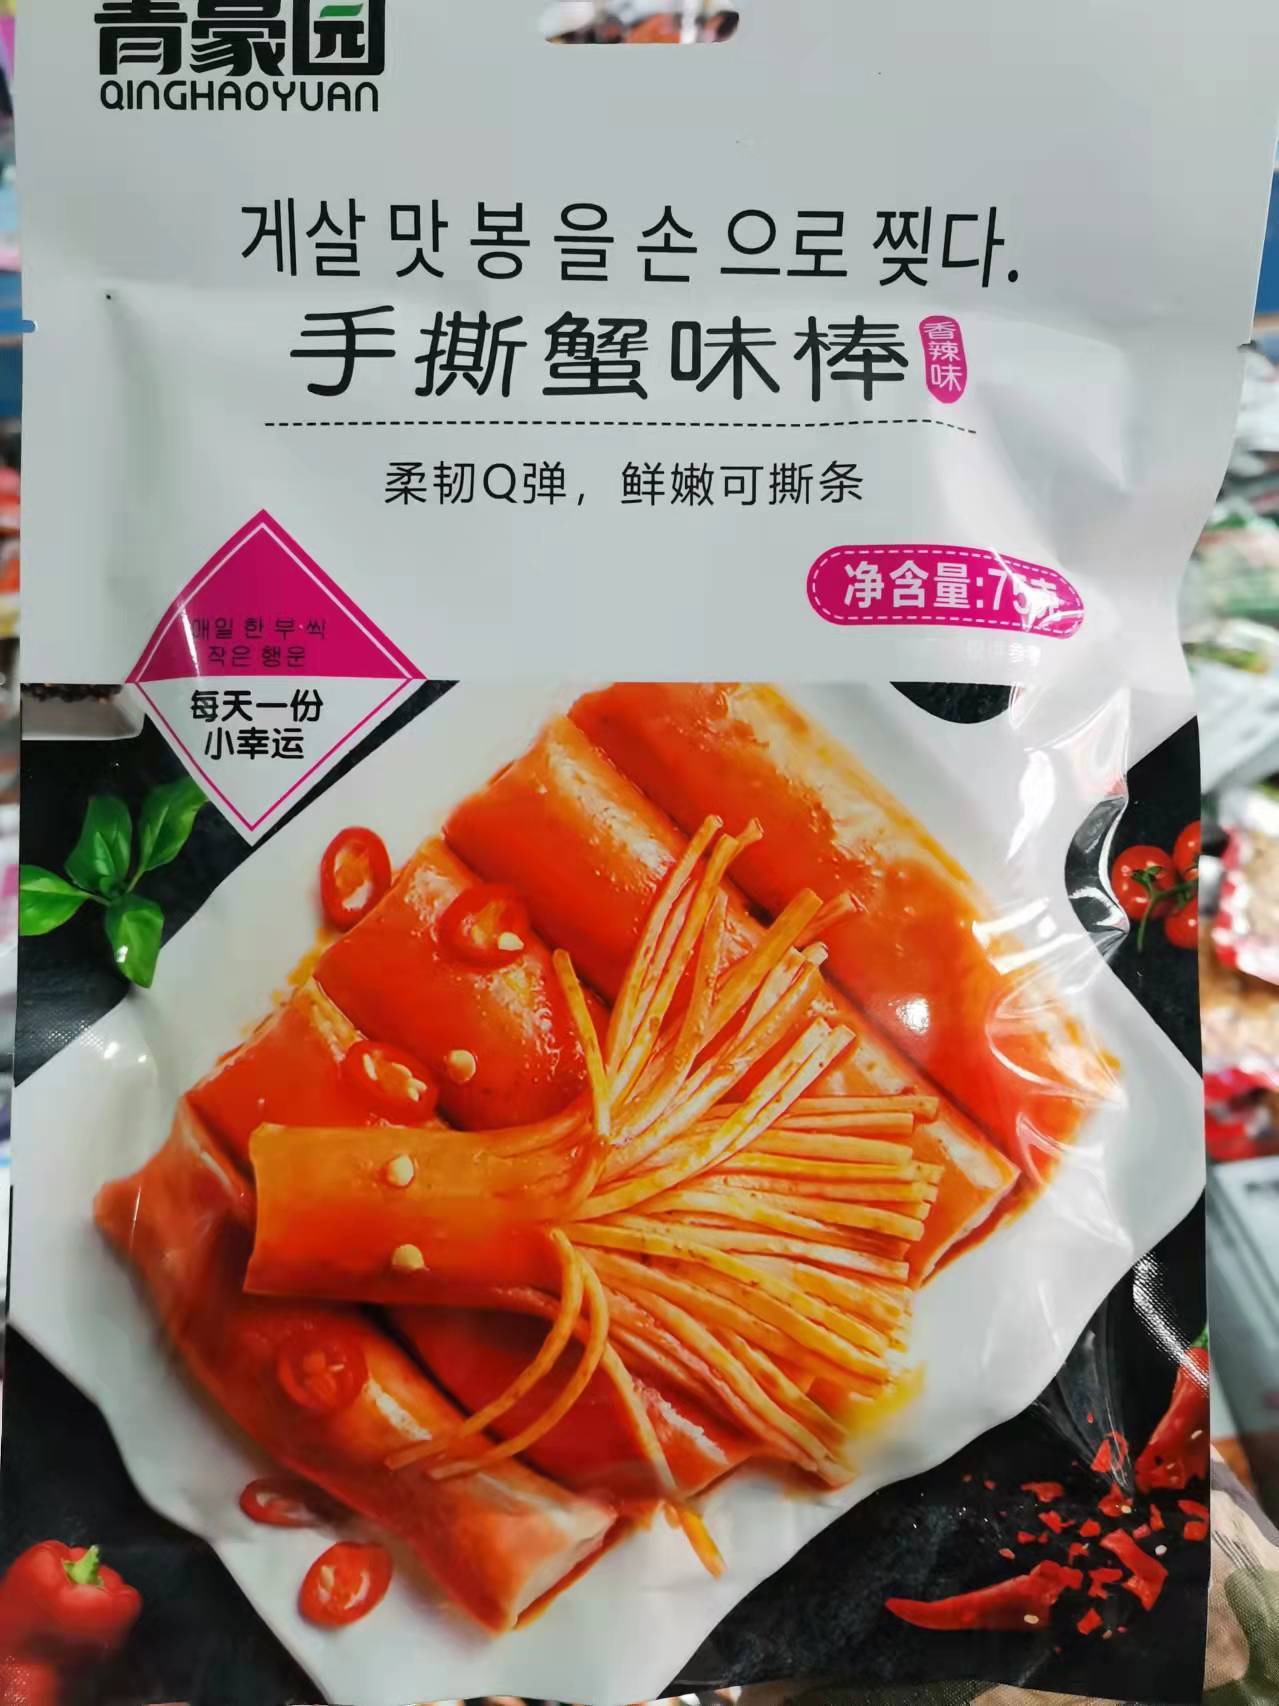 青豪园
QINGHAOYUAN
게살 맛 봉 을 손 으로 찢다.
手撕蟹味棒
香辣味
柔韧Q弹，鲜嫩可撕条
净含量:75克
매일 한 부·씩
작은 행운
每天一份
小幸运